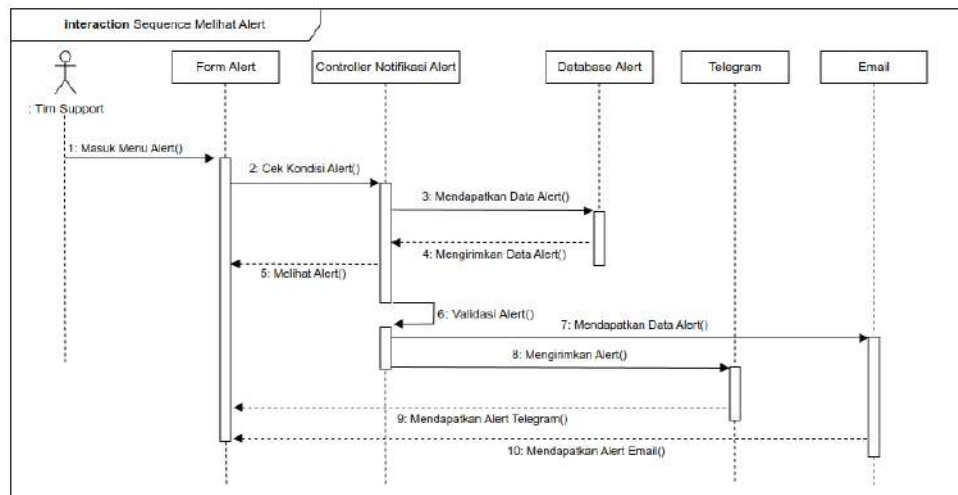 interaction Sequence Melihat Alert
Form Alert
Controller Notifikasi Alert
Database Alert
Telegram
Email
: Tim Support
1: Masuk Menu Alert()
2: Cek Kondisi Alert()
3: Mendapatkan Data Alert()
4: Mengirimkan Data Alert()
5: Melihat Alert()
6: Validasi Alert()
7: Mendapatkan Data Alert()
8: Mengirimkan Alert()
9: Mendapatkan Alert Telegram()
10: Mendapatkan Alert Email()